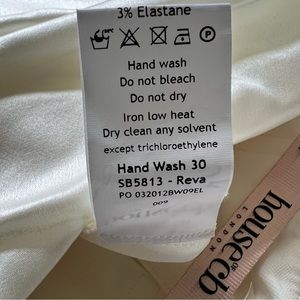 3% Elastane
P
Hand wash
Do not bleach
Do not dry
Iron low heat
Dry clean any solvent
except trichloroethylene
Hand Wash 30
SB5813 - Reva
PO 032012BW09EL
009
house
OF
cb
LONDON